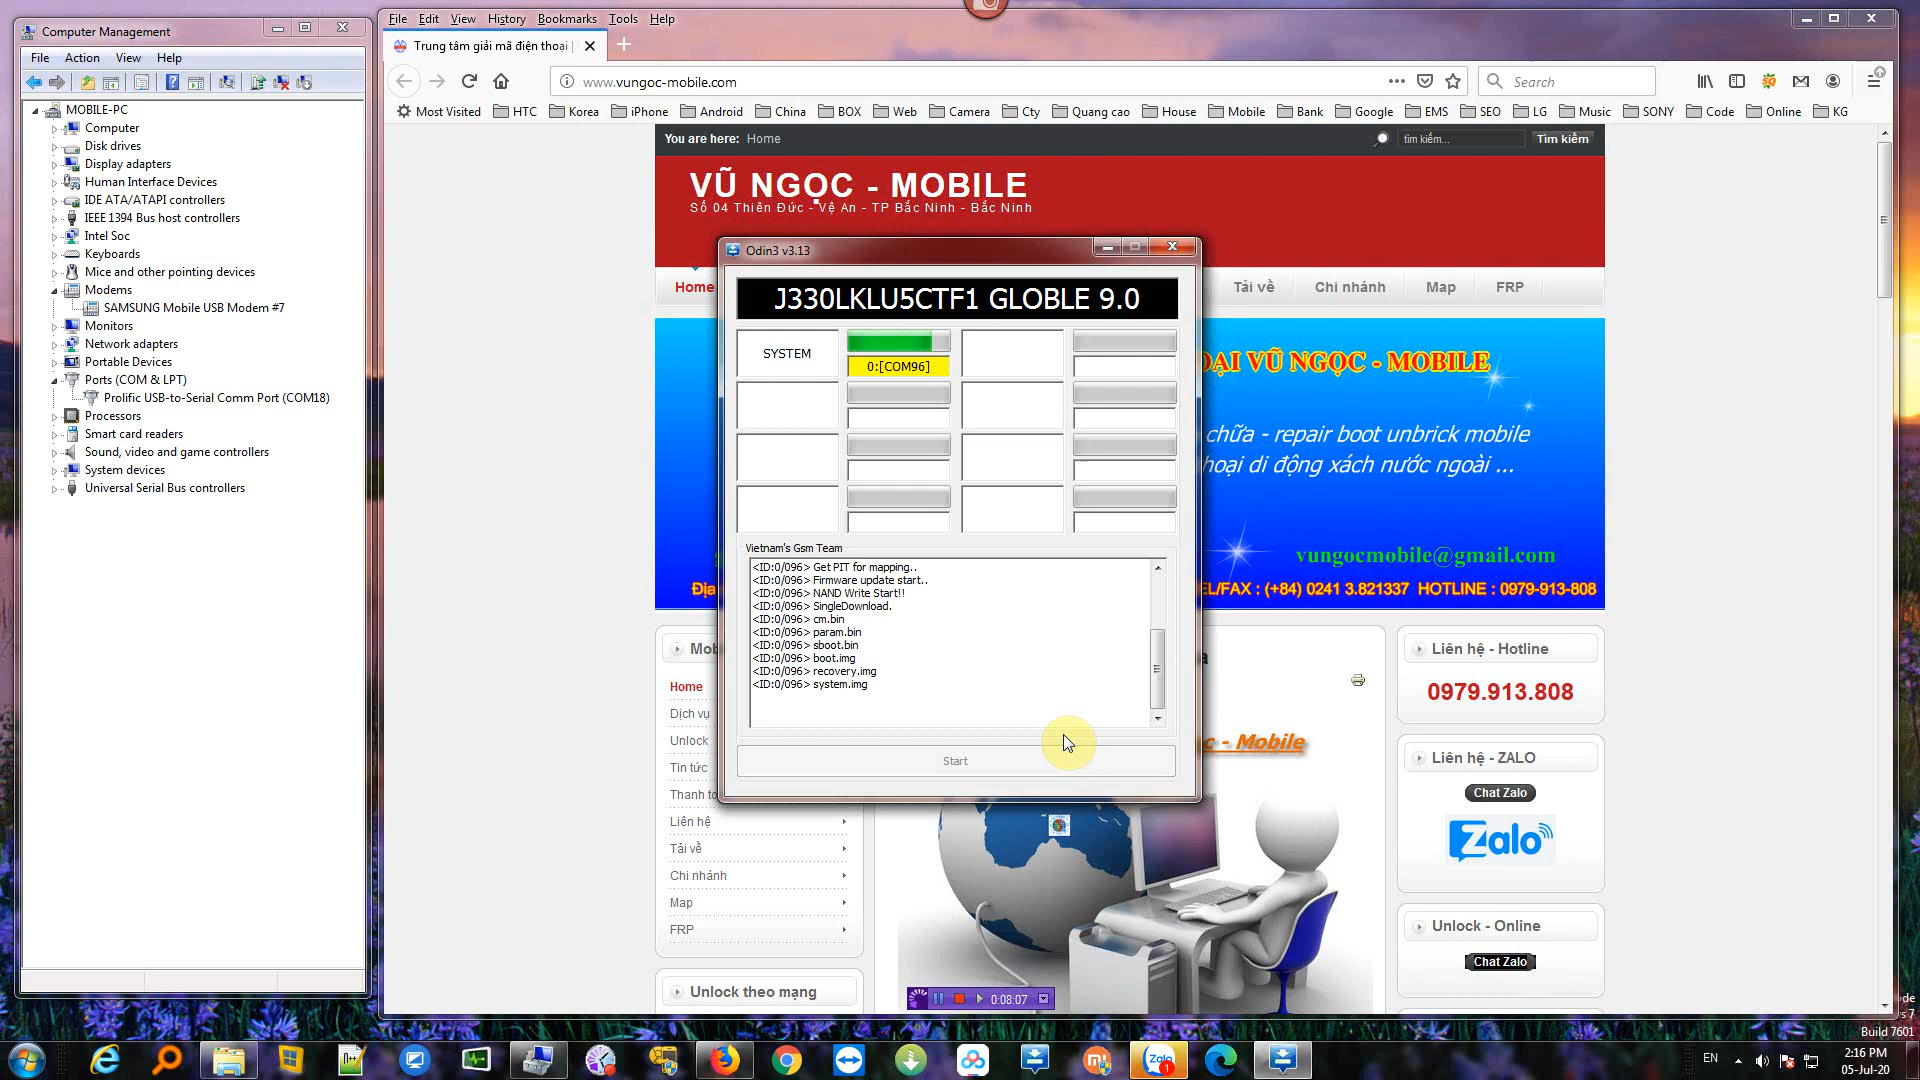 Computer Management
File Action View Help
MOBILE-PC
Computer
Disk drives
Display adapters
Human Interface Devices
IDE ATA/ATAPI controllers
IEEE 1394 Bus host controllers
Intel Soc
Keyboards
Mice and other pointing devices
Modems
SAMSUNG Mobile USB Modem #7
Monitors
Network adapters
Portable Devices
Ports (COM & LPT)
Prolific USB-to-Serial Comm Port (COM18)
Processors
Smart card readers
Sound, video and game controllers
System devices
Universal Serial Bus controllers
File Edit View History Bookmarks Tools Help
Trung tâm giải mã điện thoại |
www.vungoc-mobile.com
Search
Most Visited HTC Korea iPhone Android China BOX Web Camera Cty Quang cao House Mobile Bank Google EMS SEO LG Music SONY Code Online KG
You are here: Home
tìm kiếm...
Tìm kiếm
VŨ NGỌC - MOBILE
Số 04 Thiên Đức - Vệ An - TP Bắc Ninh - Bắc Ninh
Home
Tải về Chi nhánh Map FRP
Odin3 v3.13
J330LKLU5CTF1 GLOBLE 9.0
SYSTEM
0:[COM96]
Vietnam's Gsm Team
<ID:0/096> Get PIT for mapping..
<ID:0/096> Firmware update start..
<ID:0/096> NAND Write Start!!
<ID:0/096> SingleDownload.
<ID:0/096> cm.bin
<ID:0/096> param.bin
<ID:0/096> sboot.bin
<ID:0/096> boot.img
<ID:0/096> recovery.img
<ID:0/096> system.img
Start
ĐẠI VŨ NGỌC - MOBILE
chữa - repair boot unbrick mobile
hoại di động xách nước ngoài ...
vungocmobile@gmail.com
Địa
EL/FAX : (+84) 0241 3.821337 HOTLINE : 0979-913-808
Mob
Home
Dịch vụ
Unlock
Tin tức
Thanh to
Liên hệ
Tải về
Chi nhánh
Map
FRP
Unlock theo mạng
c - Mobile
Liên hệ - Hotline
0979.913.808
Liên hệ - ZALO
Chat Zalo
Zalo
Unlock - Online
Chat Zalo
0:08:07
ode
s 7
Build 7601
Zalo
1
EN
2:16 PM
05-Jul-20